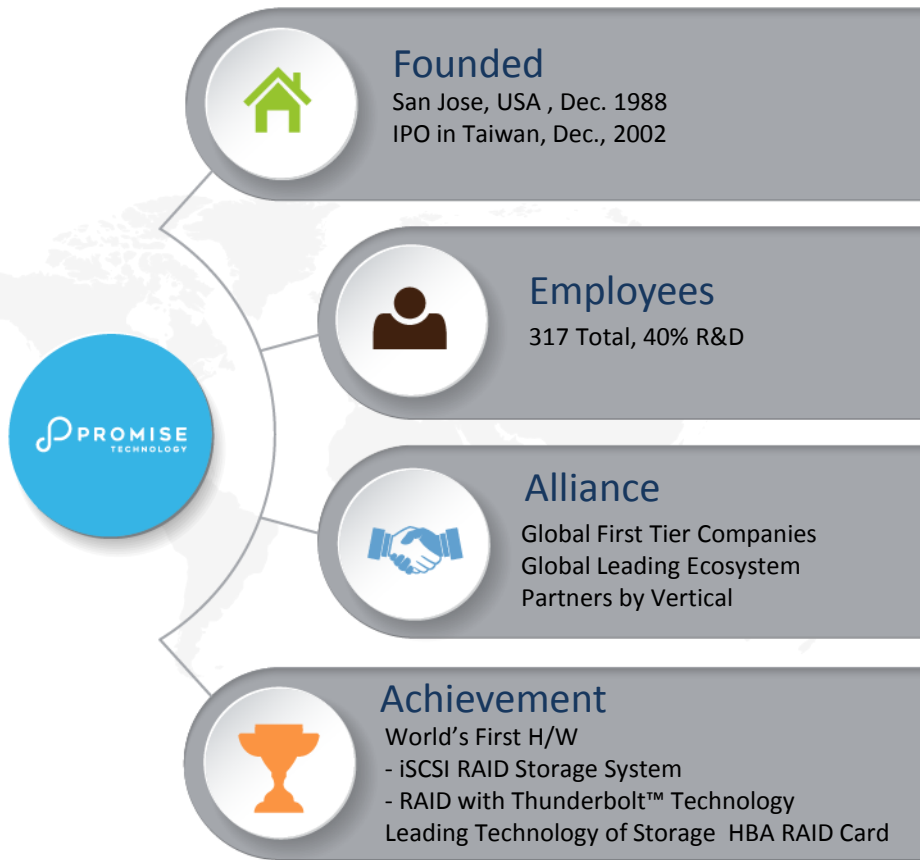 Founded
San Jose, USA , Dec. 1988
IPO in Taiwan, Dec., 2002
Employees
317 Total, 40% R&D
PROMISE
TECHNOLOGY
Alliance
Global First Tier Companies
Global Leading Ecosystem
Partners by Vertical
Achievement
World's First H/W
- iSCSI RAID Storage System
- RAID with Thunderbolt™ Technology
Leading Technology of Storage HBA RAID Card